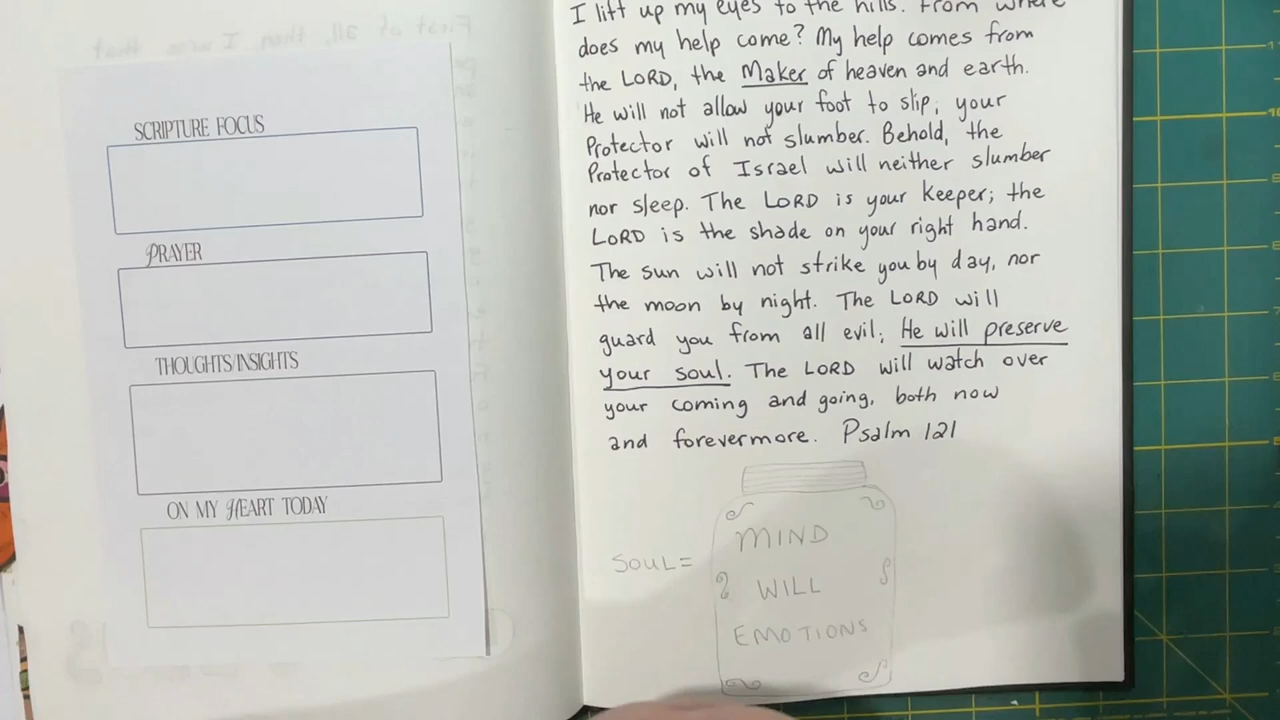 First of all, then I
SCRIPTURE FOCUS
PRAYER
THOUGHTS/INSIGHTS
ON MY HEART TODAY
I lift up my eyes to the hills. From where
does my help come? My help comes from
the LORD, the Maker of heaven and earth.
He will not allow your foot to slip; your
Protector will not slumber. Behold, the
Protector of Israel will neither slumber
nor sleep. The LORD is your keeper; the
LORD is the shade on your right hand.
The sun will not strike you by day, nor
the moon by night. The LORD will
guard you from all evil; He will preserve
your soul. The LORD will watch over
your coming and going, both now
and forevermore. Psalm 121
SOUL=
MIND
WILL
EMOTIONS